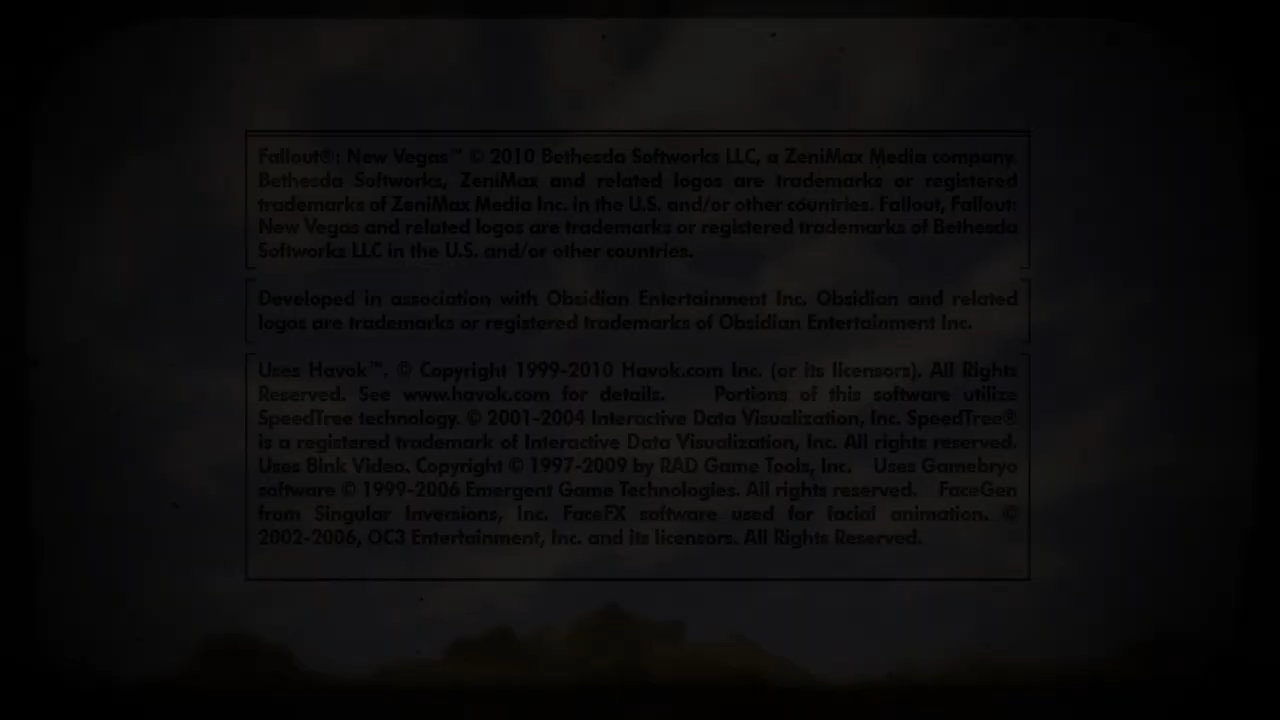 Fallout®: New Vegas™ © 2010 Bethesda Softworks LLC, a ZeniMax Media company.
Bethesda Softworks, ZeniMax and related logos are trademarks or registered
trademarks of ZeniMax Media Inc. in the U.S. and/or other countries. Fallout, Fallout:
New Vegas and related logos are trademarks or registered trademarks of Bethesda
Softworks LLC in the U.S. and/or other countries.
Developed in association with Obsidian Entertainment Inc. Obsidian and related
logos are trademarks or registered trademarks of Obsidian Entertainment Inc.
Uses Havok™. © Copyright 1999-2010 Havok.com Inc. (or its licensors). All Rights
Reserved. See www.havok.com for details. Portions of this software utilize
SpeedTree technology. © 2001-2004 Interactive Data Visualization, Inc. SpeedTree®
is a registered trademark of Interactive Data Visualization, Inc. All rights reserved.
Uses Bink Video. Copyright © 1997-2009 by RAD Game Tools, Inc. Uses Gamebryo
software © 1999-2006 Emergent Game Technologies. All rights reserved. FaceGen
from Singular Inversions, Inc. FaceFX software used for facial animation. ©
2002-2006, OC3 Entertainment, Inc. and its licensors. All Rights Reserved.